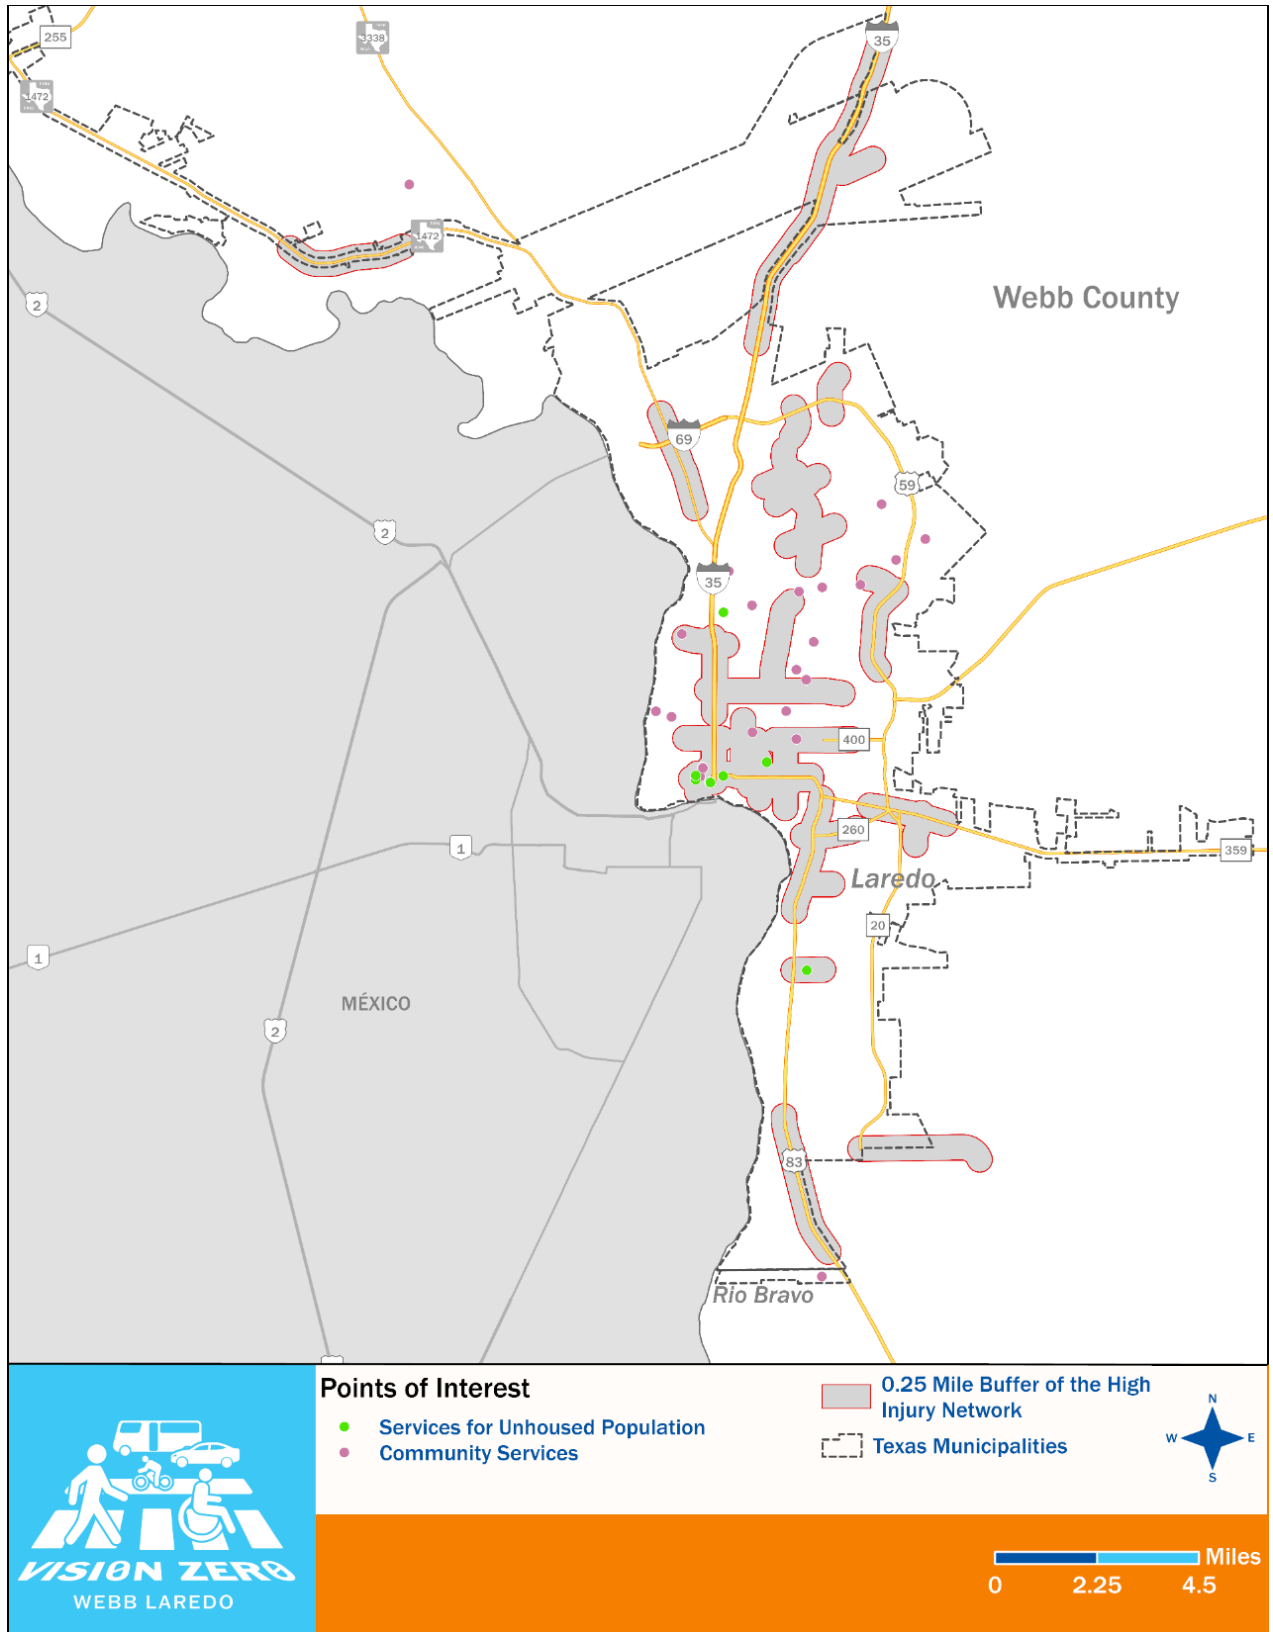 255
3338
35
1472
1472
Webb County
2
69
59
2
35
400
260
1
359
Laredo
20
1
MÉXICO
2
83
Rio Bravo
Points of Interest
Services for Unhoused Population
Community Services
0.25 Mile Buffer of the High
Injury Network
Texas Municipalities
N
W
E
S
VISION ZERO
WEBB LAREDO
Miles
0
2.25
4.5